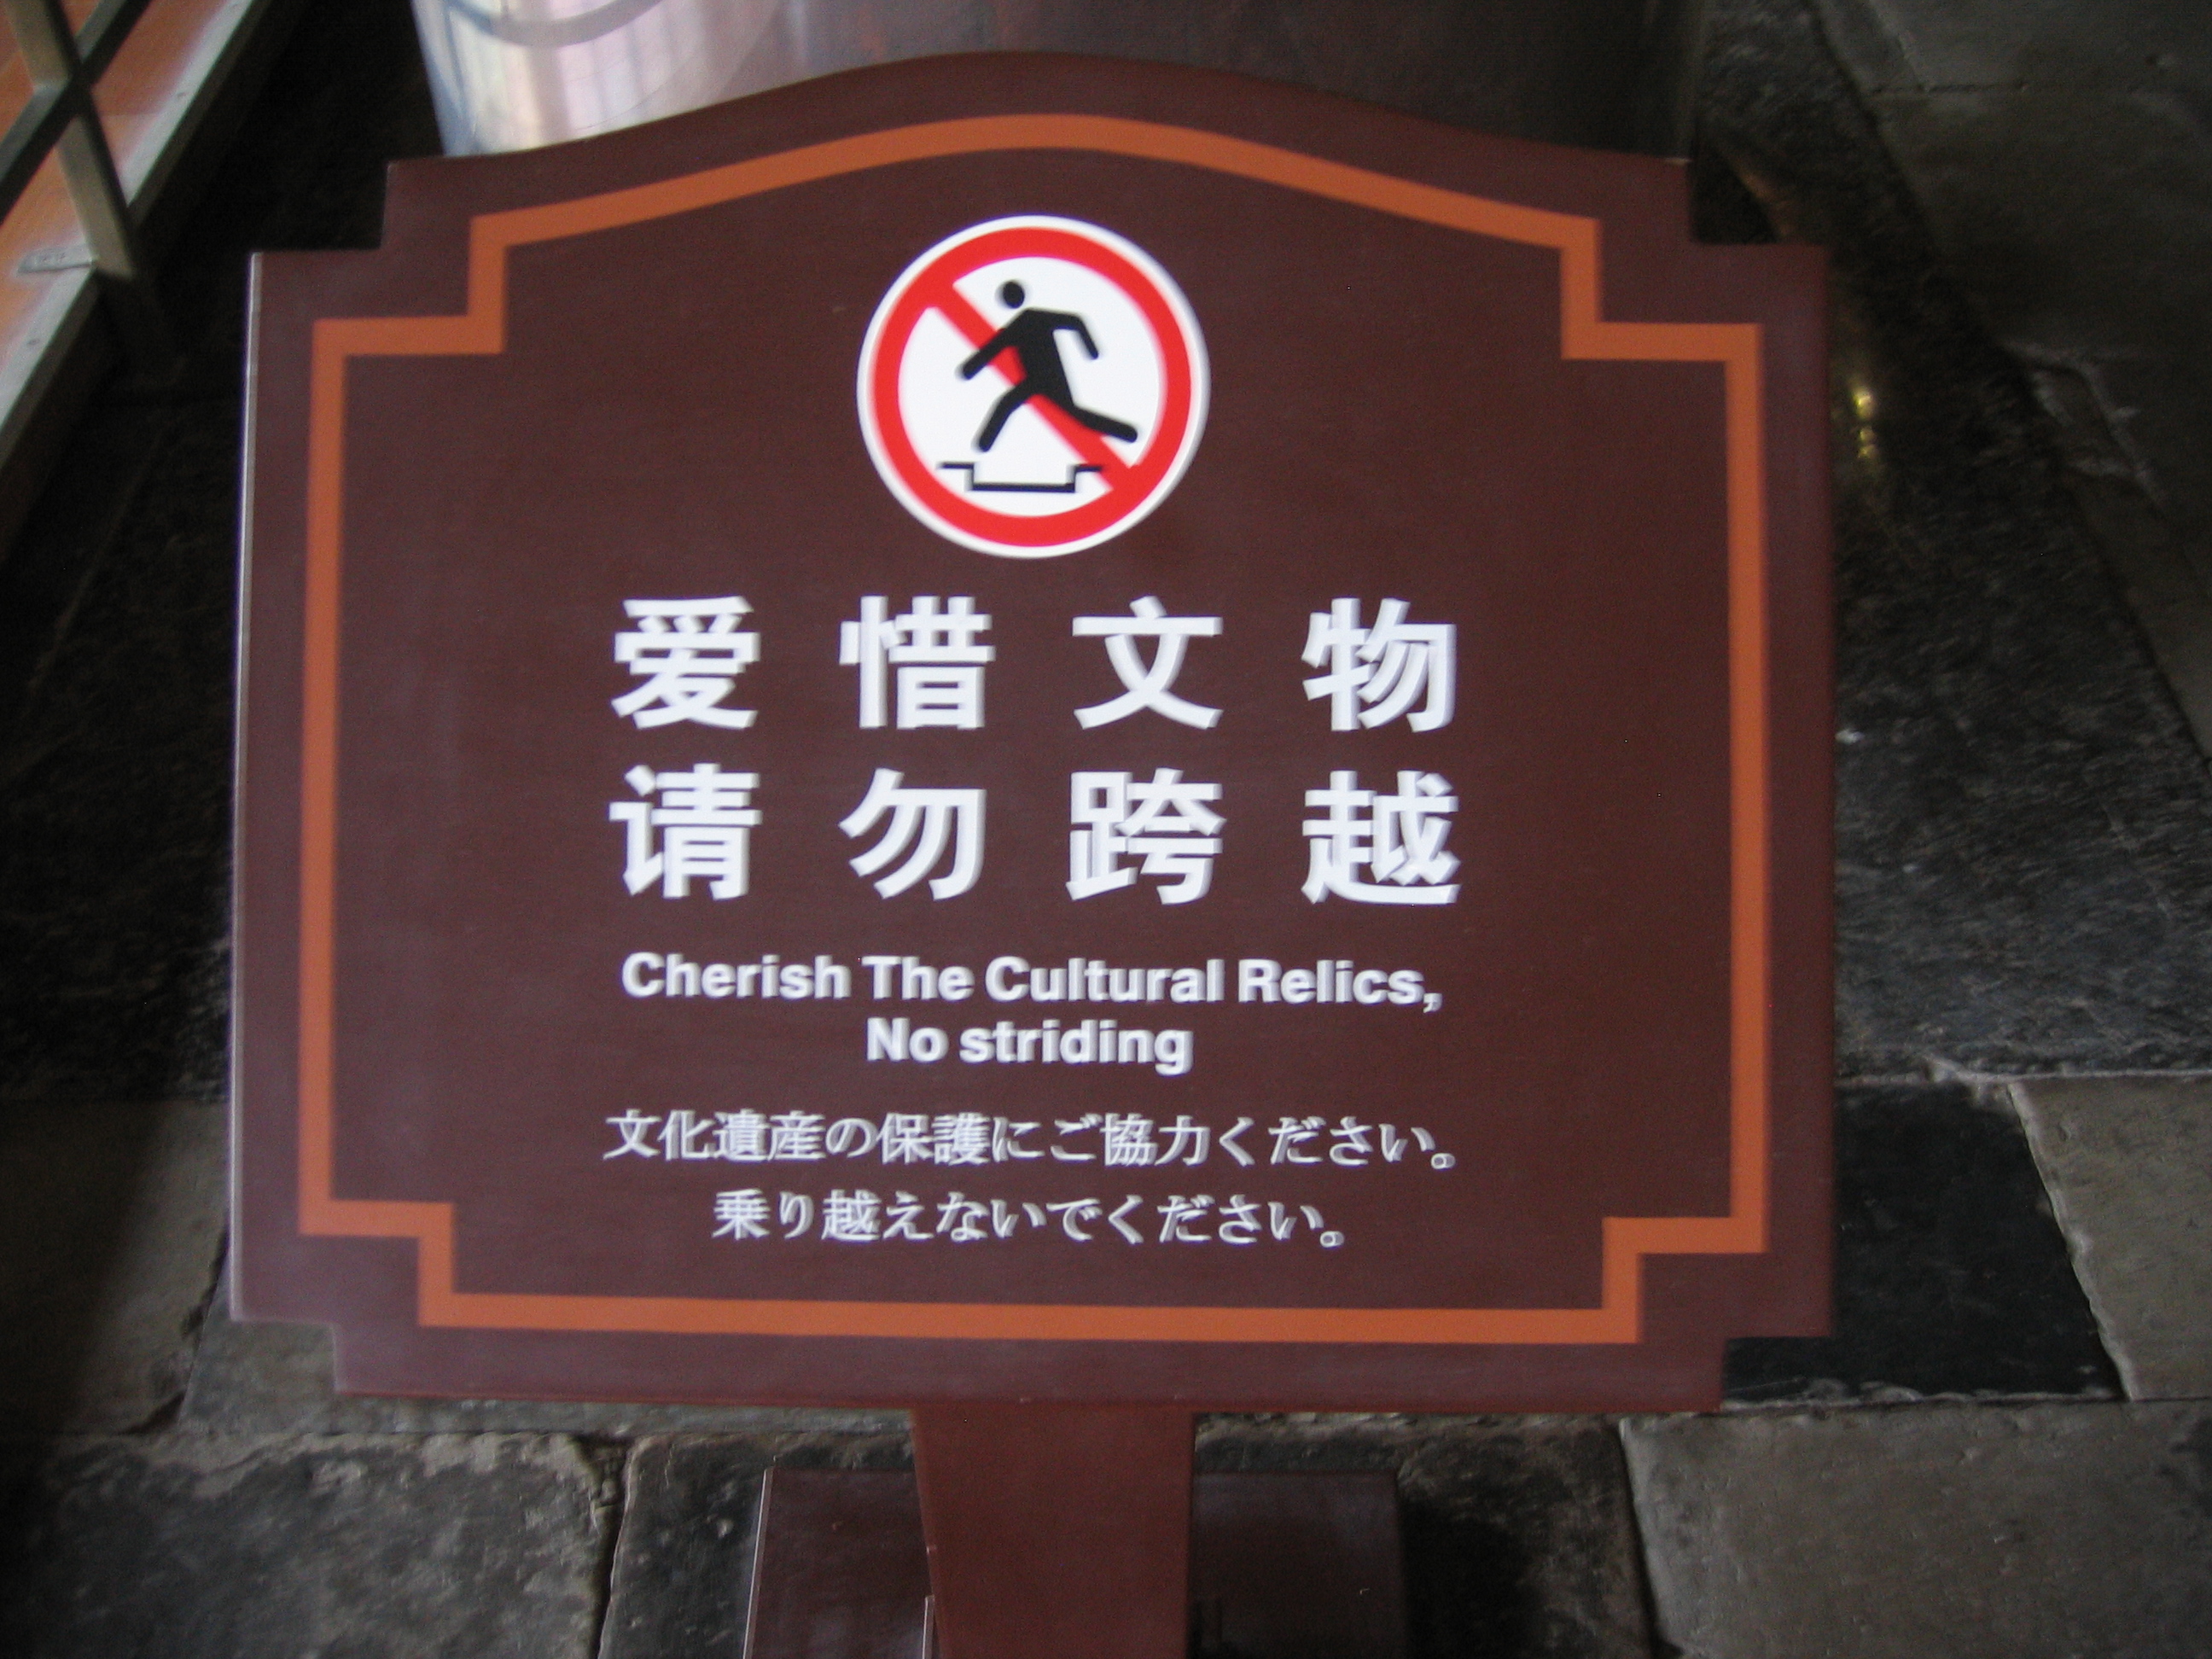 爱惜文物
请勿跨越
Cherish The Cultural Relics,
No striding
文化遺産の保護にご協力ください。
乗り越えないでください。